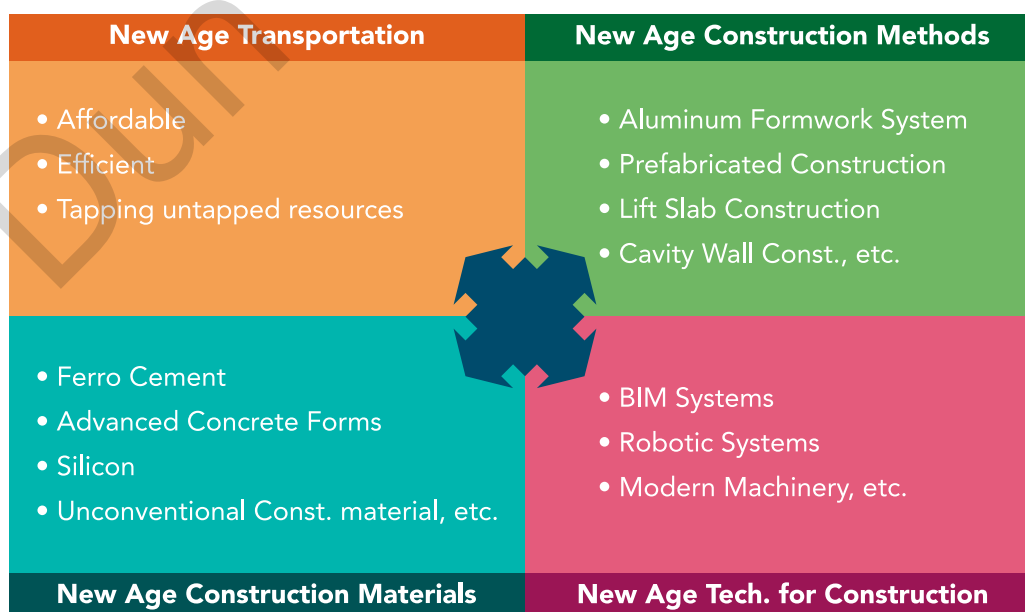 New Age Transportation
• Affordable
• Efficient
• Tapping untapped resources
New Age Construction Methods
• Aluminum Formwork System
• Prefabricated Construction
• Lift Slab Construction
• Cavity Wall Const., etc.
• Ferro Cement
• Advanced Concrete Forms
• Silicon
• Unconventional Const. material, etc.
New Age Construction Materials
• BIM Systems
• Robotic Systems
• Modern Machinery, etc.
New Age Tech. for Construction
Dun